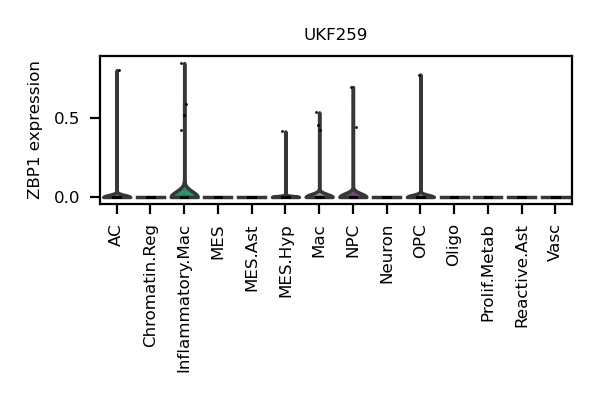 UKF259
ZBP1 expression
0.5
0.0
AC
Chromatin.Reg
Inflammatory.Mac
MES
MES.Ast
MES.Hyp
Mac
NPC
Neuron
OPC
Oligo
Prolif.Metab
Reactive.Ast
Vasc